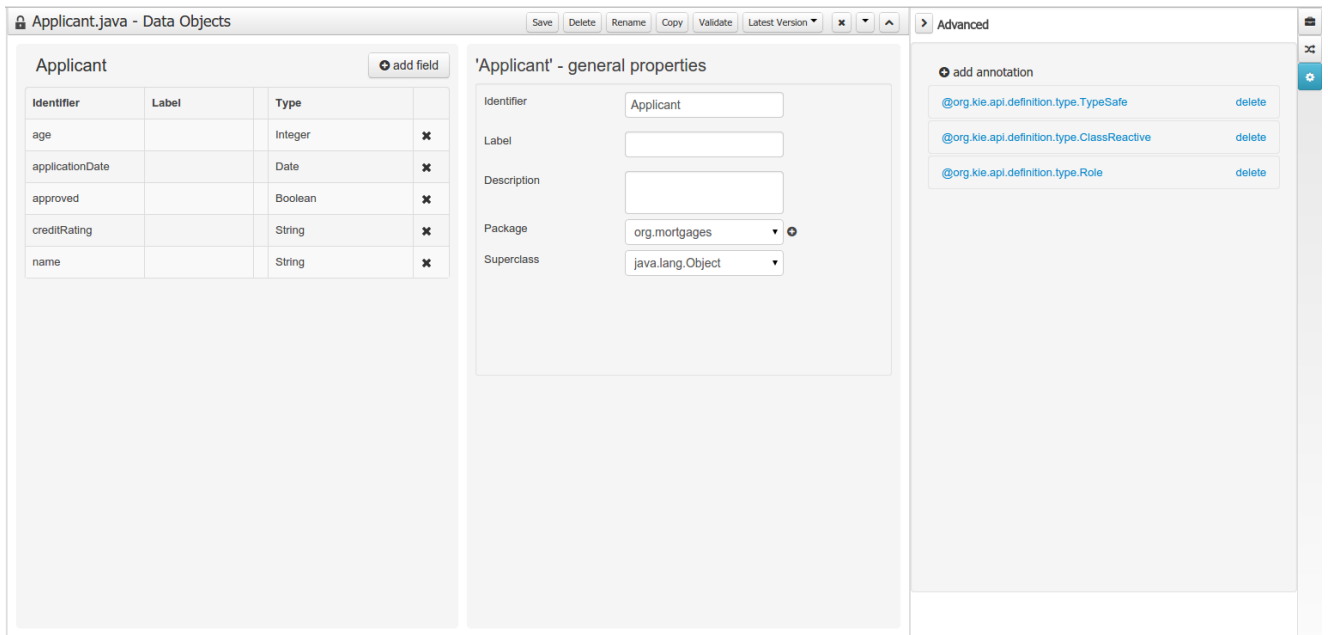 Applicant.java - Data Objects
Save Delete Rename Copy Validate Latest Version
Advanced
Applicant
add field
Identifier Label Type
age Integer
applicationDate Date
approved Boolean
creditRating String
name String
'Applicant' - general properties
Identifier Applicant
Label
Description
Package org.mortgages
Superclass java.lang.Object
add annotation
@org.kie.api.definition.type.TypeSafe delete
@org.kie.api.definition.type.ClassReactive delete
@org.kie.api.definition.type.Role delete